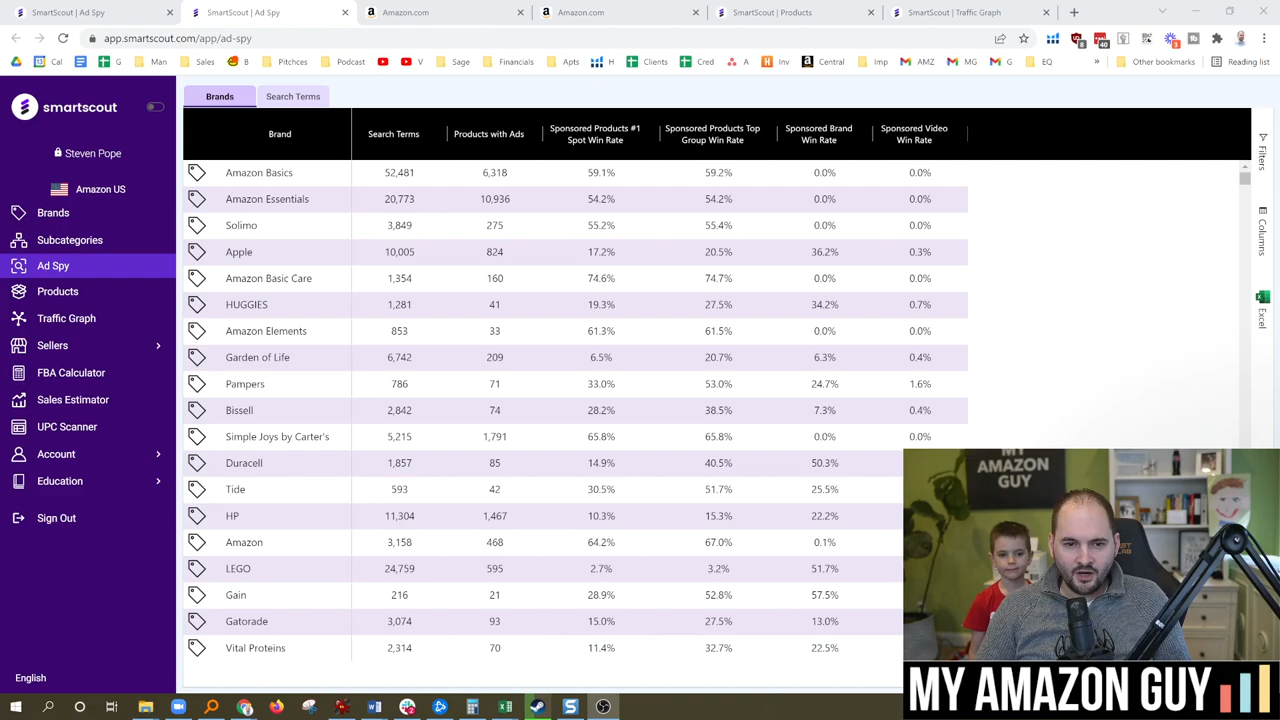 SmartScout | Ad Spy
SmartScout | Ad Spy
Amazon.com
Amazon.com
SmartScout | Products
SmartScout | Traffic Graph
app.smartscout.com/app/ad-spy
8
40
3
Cal
G
Man
Sales
B
Pitchces
Podcast
V
Sage
Financials
Apts
H
Clients
Cred
A
Inv
Central
Imp
AMZ
MG
G
EQ
»
Other bookmarks
Reading list
smartscout
Steven Pope
Amazon US
Brands
Subcategories
Ad Spy
Products
Traffic Graph
Sellers
FBA Calculator
Sales Estimator
UPC Scanner
Account
Education
Sign Out
English
Brands Search Terms
Brand Search Terms Products with Ads Sponsored Products #1 Spot Win Rate Sponsored Products Top Group Win Rate Sponsored Brand Win Rate Sponsored Video Win Rate
Amazon Basics 52,481 6,318 59.1% 59.2% 0.0% 0.0%
Amazon Essentials 20,773 10,936 54.2% 54.2% 0.0% 0.0%
Solimo 3,849 275 55.2% 55.4% 0.0% 0.0%
Apple 10,005 824 17.2% 20.5% 36.2% 0.3%
Amazon Basic Care 1,354 160 74.6% 74.7% 0.0% 0.0%
HUGGIES 1,281 41 19.3% 27.5% 34.2% 0.7%
Amazon Elements 853 33 61.3% 61.5% 0.0% 0.0%
Garden of Life 6,742 209 6.5% 20.7% 6.3% 0.4%
Pampers 786 71 33.0% 53.0% 24.7% 1.6%
Bissell 2,842 74 28.2% 38.5% 7.3% 0.4%
Simple Joys by Carter's 5,215 1,791 65.8% 65.8% 0.0% 0.0%
Duracell 1,857 85 14.9% 40.5% 50.3%
Tide 593 42 30.5% 51.7% 25.5%
HP 11,304 1,467 10.3% 15.3% 22.2%
Amazon 3,158 468 64.2% 67.0% 0.1%
LEGO 24,759 595 2.7% 3.2% 51.7%
Gain 216 21 28.9% 52.8% 57.5%
Gatorade 3,074 93 15.0% 27.5% 13.0%
Vital Proteins 2,314 70 11.4% 32.7% 22.5%
Filters
Columns
Excel
MY
AMAZON
GUY
MY AMAZON GUY